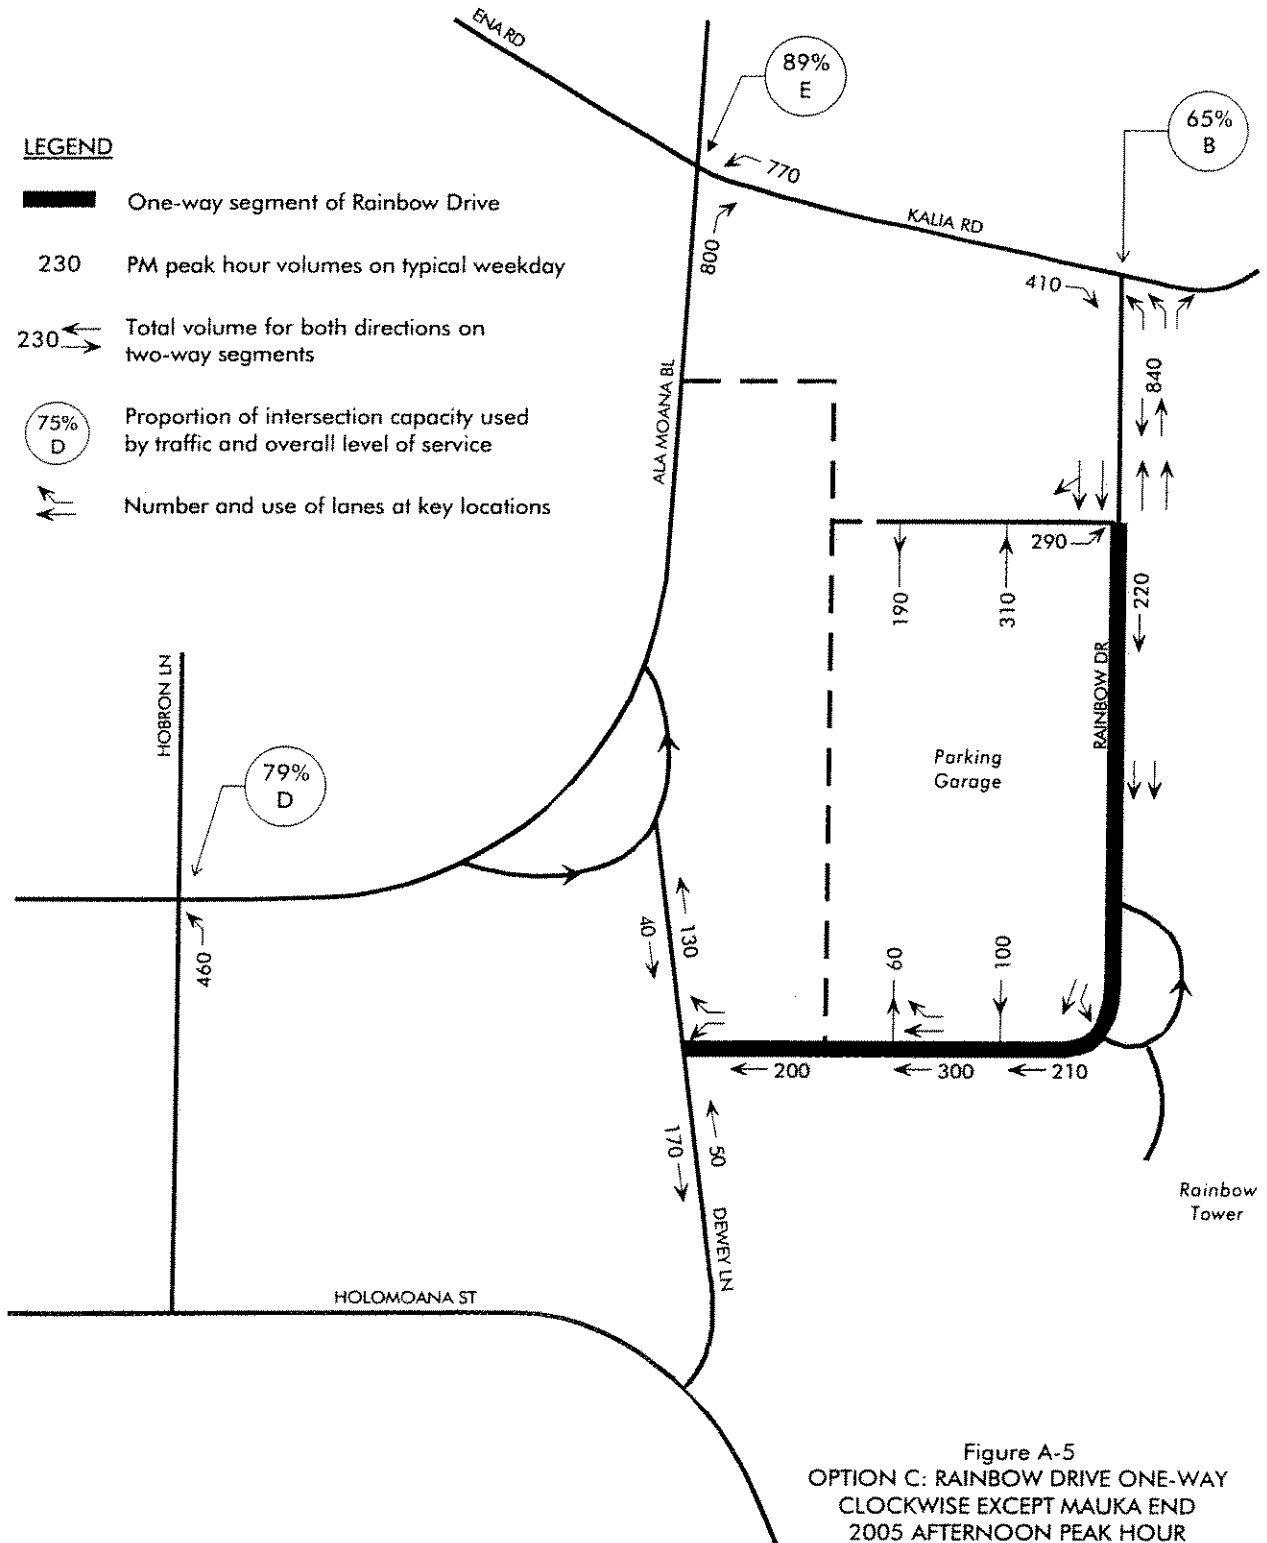 ENA RD
89%
E
65%
B
LEGEND
One-way segment of Rainbow Drive
230 PM peak hour volumes on typical weekday
230 Total volume for both directions on
two-way segments
75%
D
Proportion of intersection capacity used
by traffic and overall level of service
Number and use of lanes at key locations
770
800
KALIA RD
410
840
ALA MOANA BL
290
190
310
220
RAINBOW DR
HOBRON LN
79%
D
Parking
Garage
460
40
130
60
100
200
300
210
170
50
DEWEY LN
Rainbow
Tower
HOLOMOANA ST
Figure A-5
OPTION C: RAINBOW DRIVE ONE-WAY
CLOCKWISE EXCEPT MAUKA END
2005 AFTERNOON PEAK HOUR